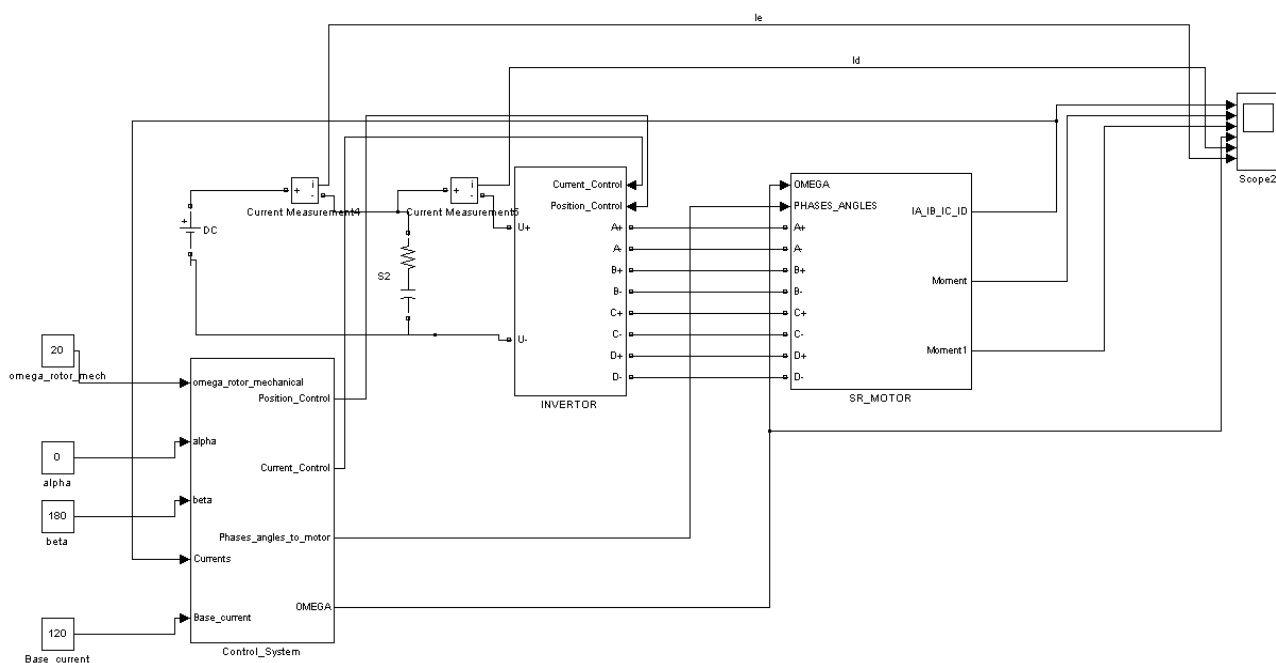 Ie
Id
Scope2
i
+
-
Current Measurement4
i
+
-
Current Measurement5
+
DC
S2
Current_Control
Position_Control
U+
A+
A-
B+
B-
C+
C-
U-
D+
D-
INVERTOR
OMEGA
PHASES_ANGLES
A+
A-
B+
B-
C+
C-
D+
D-
IA_IB_IC_ID
Moment
Moment1
SR_MOTOR
20
omega_rotor_mech
0
alpha
180
beta
120
Base_current
omega_rotor_mechanical
Position_Control
alpha
Current_Control
beta
Phases_angles_to_motor
Currents
OMEGA
Base_current
Control_System